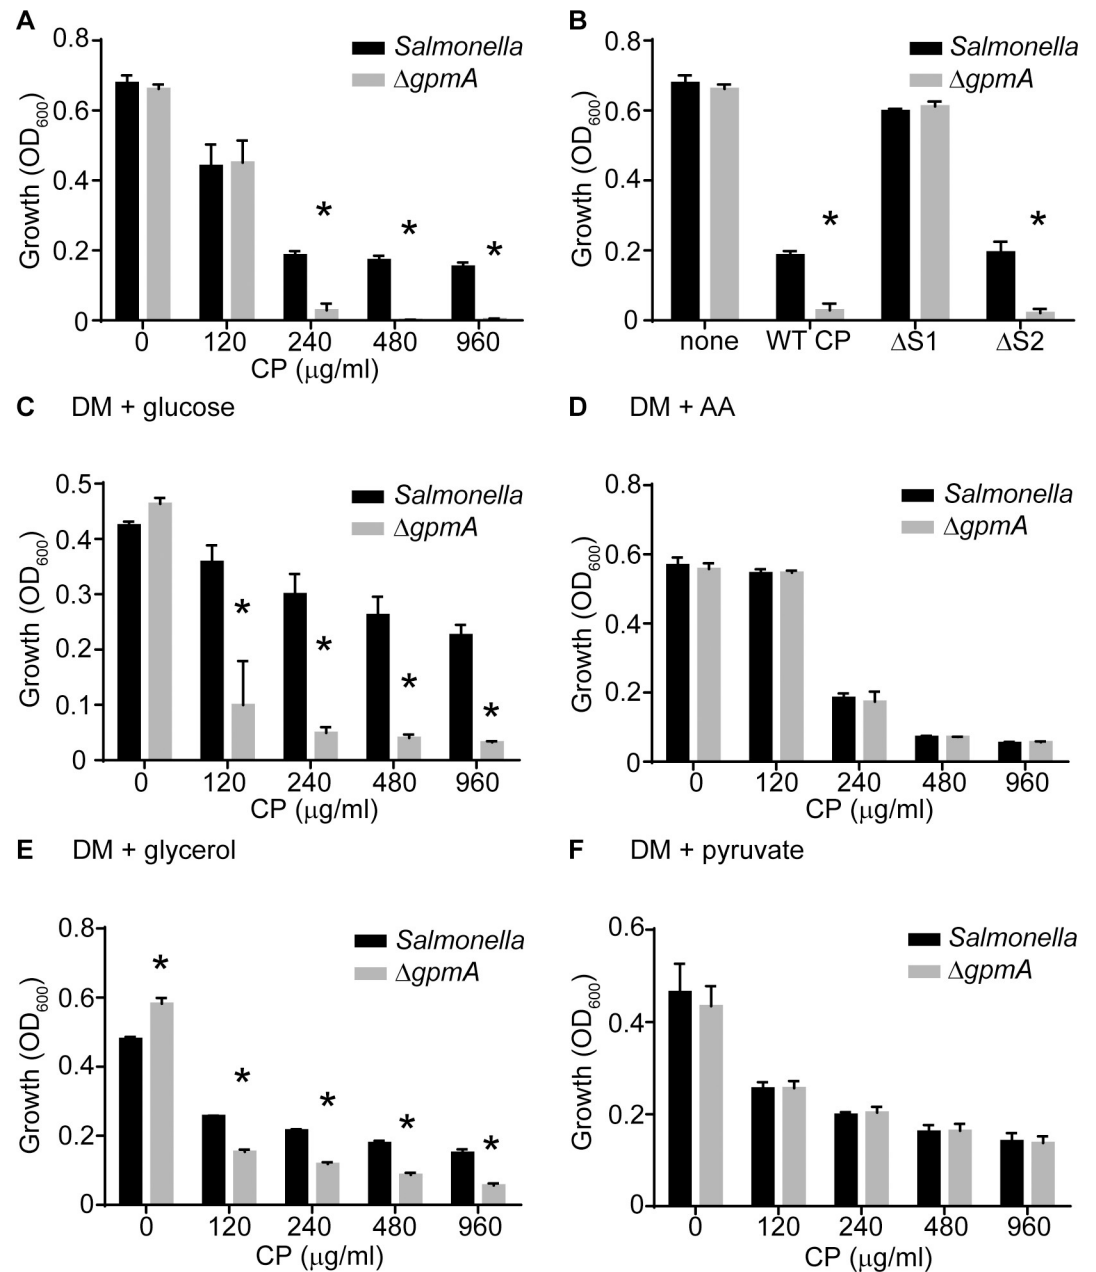 A
Salmonella
ΔgpmA
Growth (OD600)
0.8
0.6
0.4
0.2
0
*
*
*
0 120 240 480 960
CP (μg/ml)
B
Salmonella
ΔgpmA
Growth (OD600)
0.8
0.6
0.4
0.2
0
*
*
none WT CP ΔS1 ΔS2
C DM + glucose
Salmonella
ΔgpmA
Growth (OD600)
0.5
0.4
0.3
0.2
0.1
0
*
*
*
*
0 120 240 480 960
CP (μg/ml)
D DM + AA
Salmonella
ΔgpmA
Growth (OD600)
0.8
0.6
0.4
0.2
0
0 120 240 480 960
CP (μg/ml)
E DM + glycerol
Salmonella
ΔgpmA
Growth (OD600)
0.8
0.6
0.4
0.2
0
*
*
*
*
*
0 120 240 480 960
CP (μg/ml)
F DM + pyruvate
Salmonella
ΔgpmA
Growth (OD600)
0.6
0.4
0.2
0
0 120 240 480 960
CP (μg/ml)